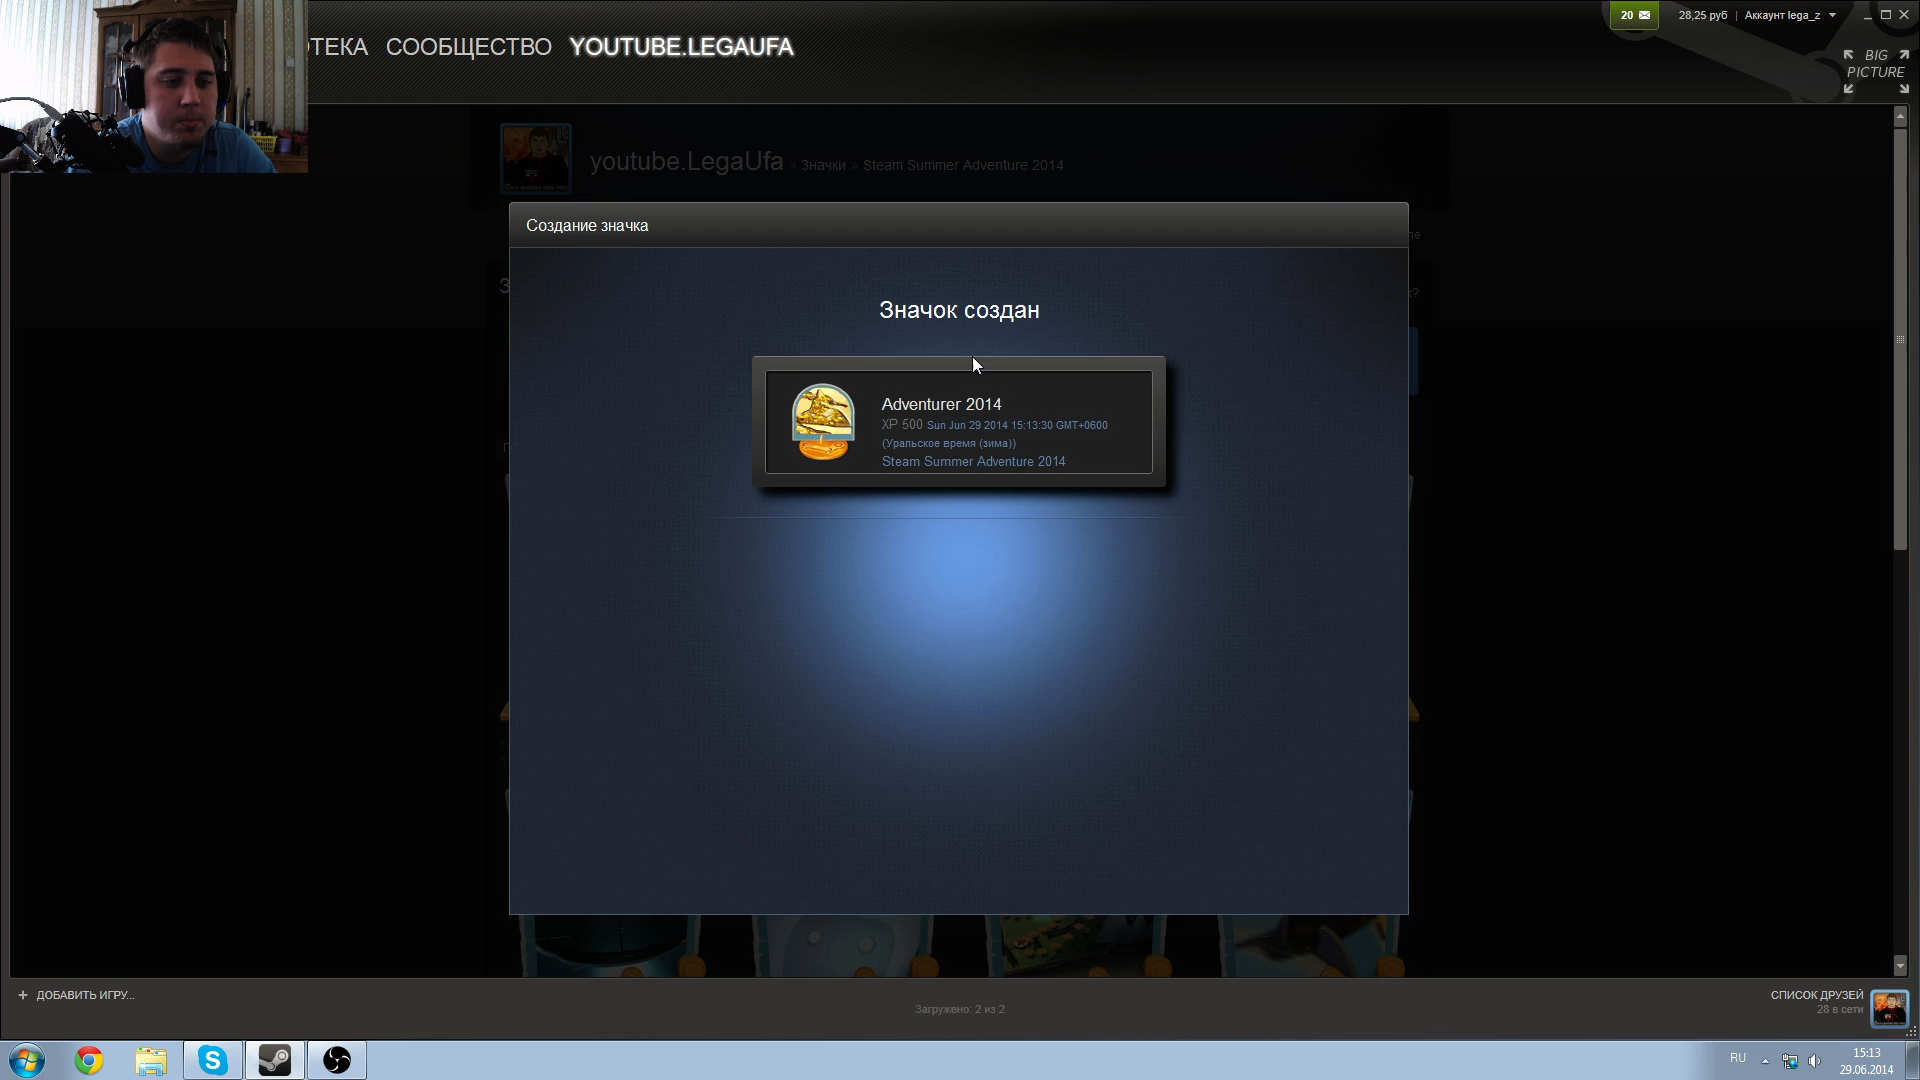 ТЕКА СООБЩЕСТВО YOUTUBE.LEGAUFA
20
28,25 руб | Аккаунт lega_z
BIG
PICTURE
youtube.LegaUfa » Значки » Steam Summer Adventure 2014
Создание значка
Значок создан
Adventurer 2014
XP 500 Sun Jun 29 2014 15:13:30 GMT+0600
(Уральское время (зима))
Steam Summer Adventure 2014
+ ДОБАВИТЬ ИГРУ...
Загружено: 2 из 2
СПИСОК ДРУЗЕЙ
28 в сети
RU
15:13
29.06.2014